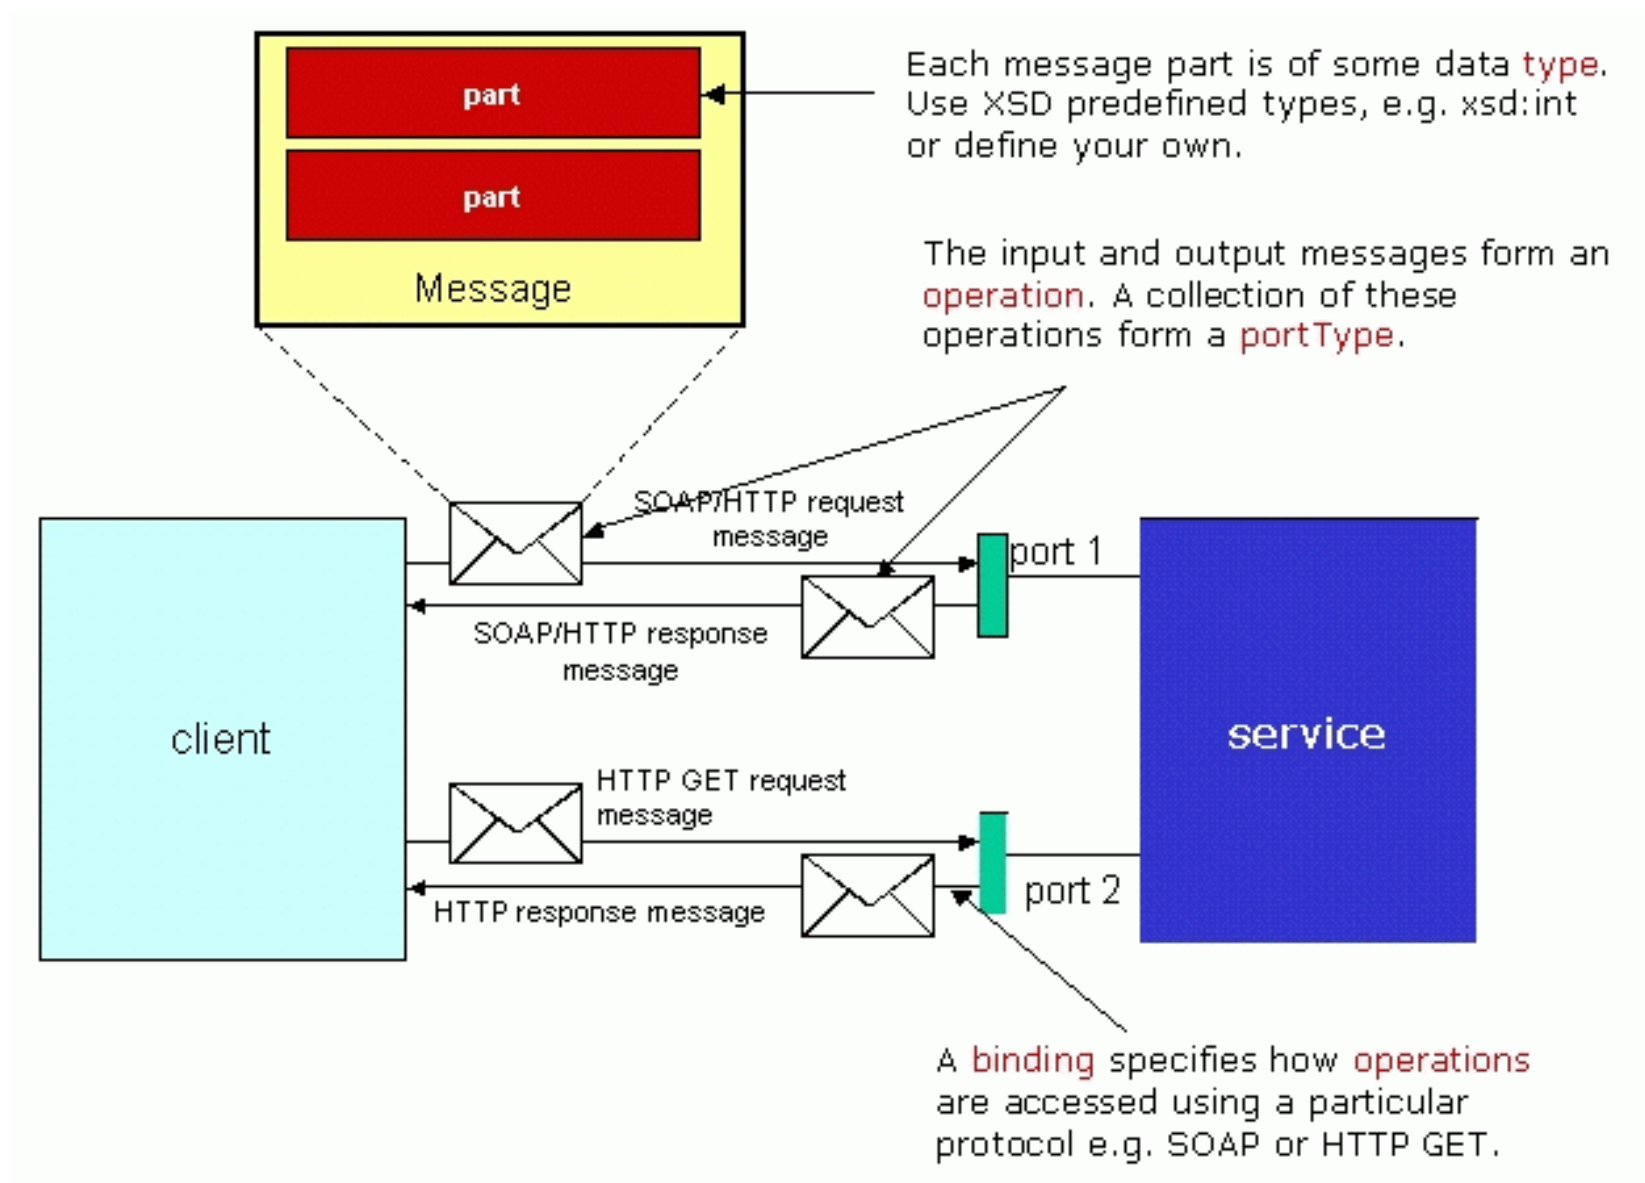 part
part
Message
Each message part is of some data type.
Use XSD predefined types, e.g. xsd:int
or define your own.
The input and output messages form an
operation. A collection of these
operations form a portType.
SOAP/HTTP request
message
port 1
SOAP/HTTP response
message
client
service
HTTP GET request
message
port 2
HTTP response message
A binding specifies how operations
are accessed using a particular
protocol e.g. SOAP or HTTP GET.